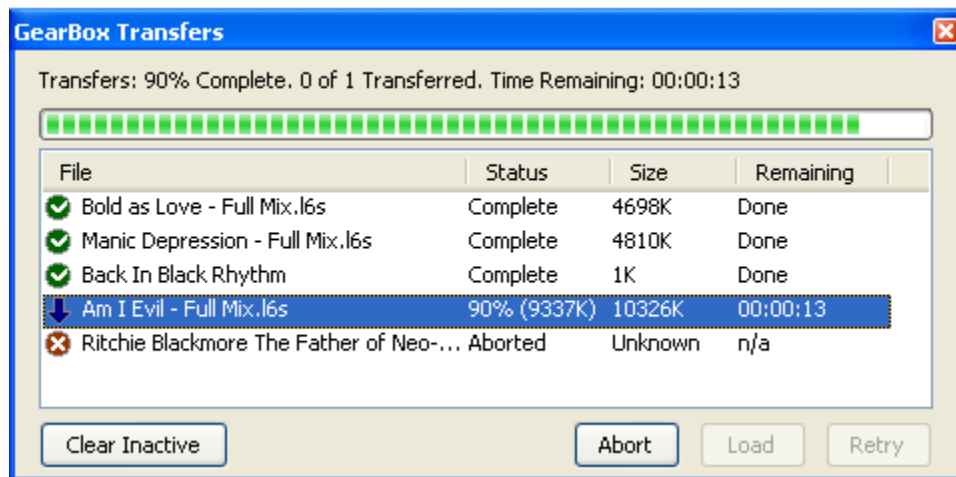 GearBox Transfers
Transfers: 90% Complete. 0 of 1 Transferred. Time Remaining: 00:00:13
File Status Size Remaining
Bold as Love - Full Mix.l6s Complete 4698K Done
Manic Depression - Full Mix.l6s Complete 4810K Done
Back In Black Rhythm Complete 1K Done
Am I Evil - Full Mix.l6s 90% (9337K) 10326K 00:00:13
Ritchie Blackmore The Father of Neo-... Aborted Unknown n/a
Clear Inactive Abort Load Retry